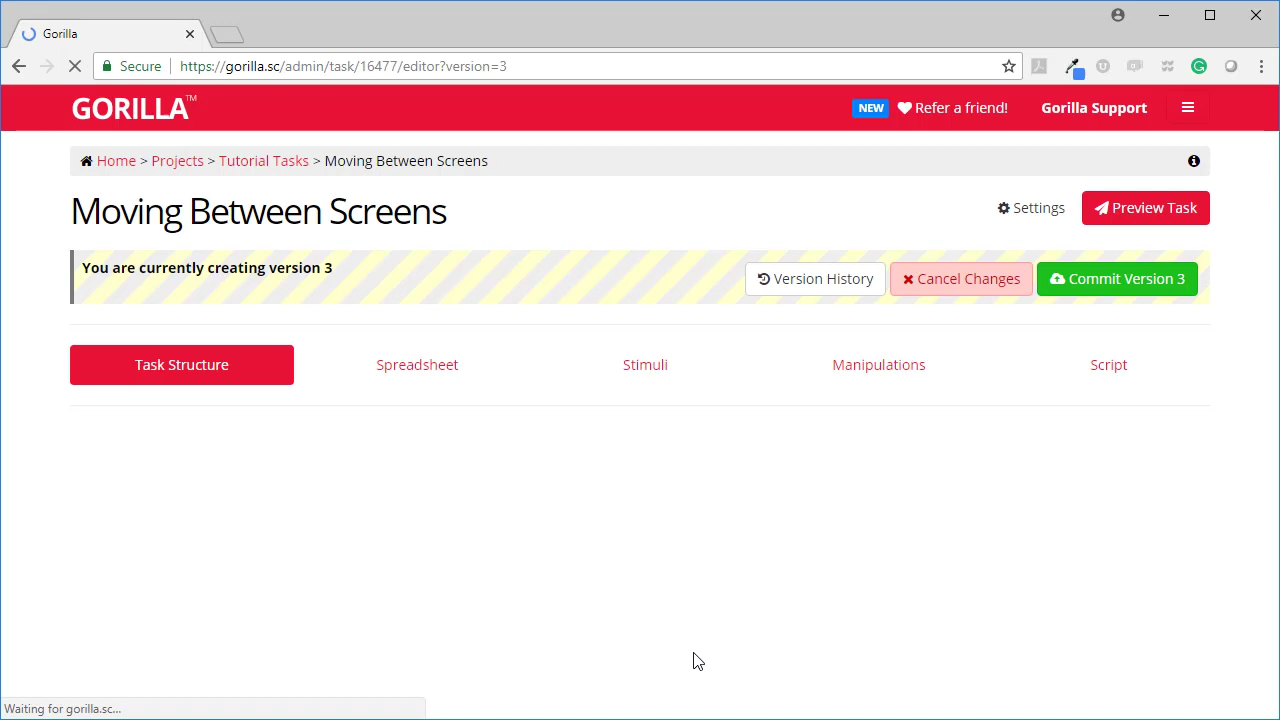 Gorilla
Secure https://gorilla.sc/admin/task/16477/editor?version=3
GORILLA™ NEW Refer a friend! Gorilla Support
Home > Projects > Tutorial Tasks > Moving Between Screens
Moving Between Screens Settings Preview Task
You are currently creating version 3 Version History Cancel Changes Commit Version 3
Task Structure Spreadsheet Stimuli Manipulations Script
Waiting for gorilla.sc...